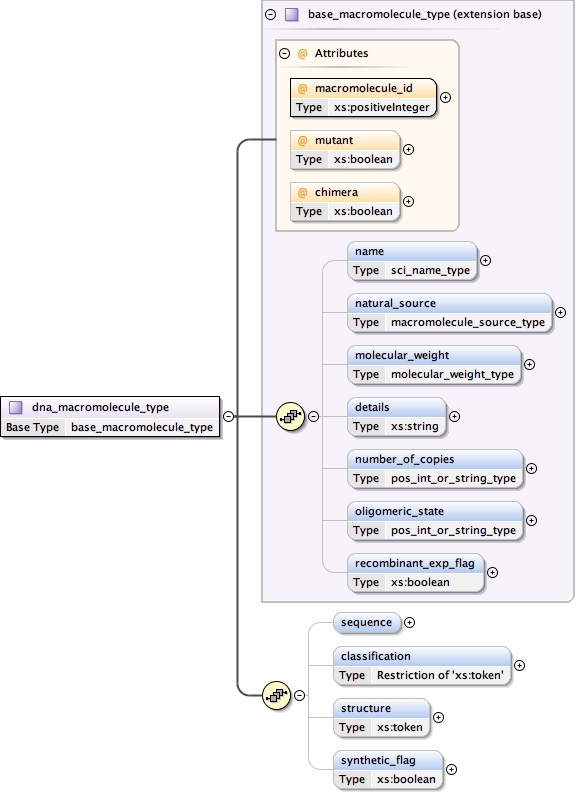 base_macromolecule_type (extension base)
@ Attributes
@ macromolecule_id
Type xs:positiveInteger
@ mutant
Type xs:boolean
@ chimera
Type xs:boolean
name
Type sci_name_type
natural_source
Type macromolecule_source_type
molecular_weight
Type molecular_weight_type
dna_macromolecule_type
Base Type base_macromolecule_type
details
Type xs:string
number_of_copies
Type pos_int_or_string_type
oligomeric_state
Type pos_int_or_string_type
recombinant_exp_flag
Type xs:boolean
sequence
classification
Type Restriction of 'xs:token'
structure
Type xs:token
synthetic_flag
Type xs:boolean